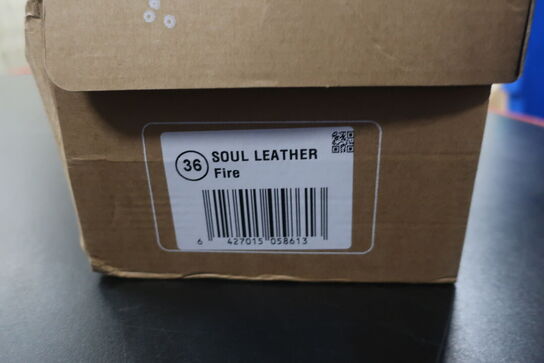 36
SOUL LEATHER
Fire
6 427015 058613